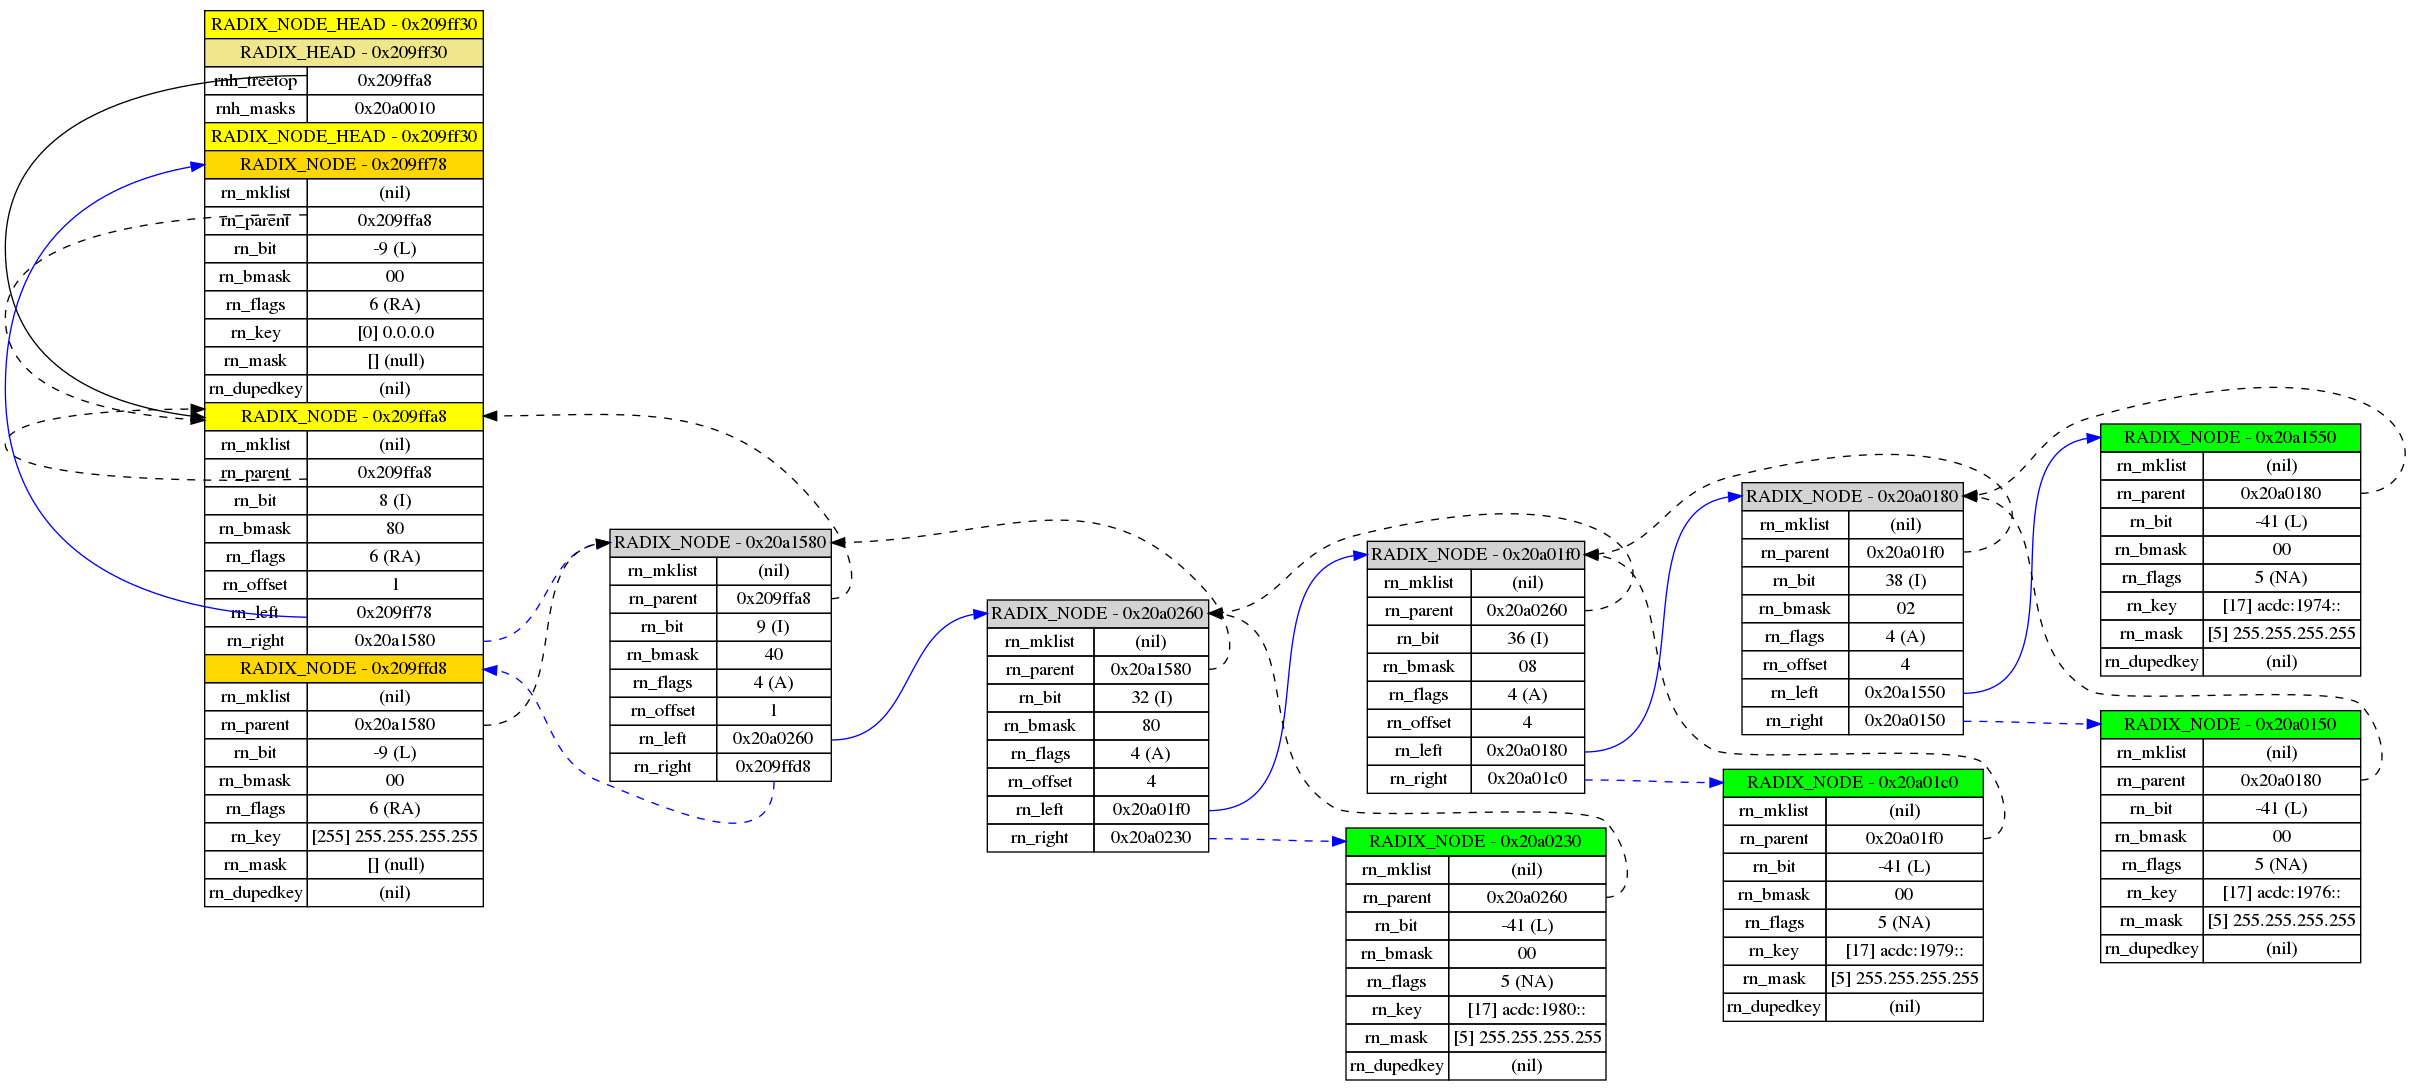 RADIX_NODE_HEAD - 0x209ff30
RADIX_HEAD - 0x209ff30
rnh_treetop 0x209ffa8
rnh_masks 0x20a0010
RADIX_NODE_HEAD - 0x209ff30
RADIX_NODE - 0x209ff78
rn_mklist (nil)
rn_parent 0x209ffa8
rn_bit -9 (L)
rn_bmask 00
rn_flags 6 (RA)
rn_key [0] 0.0.0.0
rn_mask [] (null)
rn_dupedkey (nil)
RADIX_NODE - 0x209ffa8
rn_mklist (nil)
rn_parent 0x209ffa8
rn_bit 8 (I)
rn_bmask 80
rn_flags 6 (RA)
rn_offset 1
rn_left 0x209ff78
rn_right 0x20a1580
RADIX_NODE - 0x209ffd8
rn_mklist (nil)
rn_parent 0x20a1580
rn_bit -9 (L)
rn_bmask 00
rn_flags 6 (RA)
rn_key [255] 255.255.255.255
rn_mask [] (null)
rn_dupedkey (nil)
RADIX_NODE - 0x20a1580
rn_mklist (nil)
rn_parent 0x209ffa8
rn_bit 9 (I)
rn_bmask 40
rn_flags 4 (A)
rn_offset 1
rn_left 0x20a0260
rn_right 0x209ffd8
RADIX_NODE - 0x20a0260
rn_mklist (nil)
rn_parent 0x20a1580
rn_bit 32 (I)
rn_bmask 80
rn_flags 4 (A)
rn_offset 4
rn_left 0x20a01f0
rn_right 0x20a0230
RADIX_NODE - 0x20a01f0
rn_mklist (nil)
rn_parent 0x20a0260
rn_bit 36 (I)
rn_bmask 08
rn_flags 4 (A)
rn_offset 4
rn_left 0x20a0180
rn_right 0x20a01c0
RADIX_NODE - 0x20a0230
rn_mklist (nil)
rn_parent 0x20a0260
rn_bit -41 (L)
rn_bmask 00
rn_flags 5 (NA)
rn_key [17] acdc:1980::
rn_mask [5] 255.255.255.255
rn_dupedkey (nil)
RADIX_NODE - 0x20a0180
rn_mklist (nil)
rn_parent 0x20a01f0
rn_bit 38 (I)
rn_bmask 02
rn_flags 4 (A)
rn_offset 4
rn_left 0x20a1550
rn_right 0x20a0150
RADIX_NODE - 0x20a01c0
rn_mklist (nil)
rn_parent 0x20a01f0
rn_bit -41 (L)
rn_bmask 00
rn_flags 5 (NA)
rn_key [17] acdc:1979::
rn_mask [5] 255.255.255.255
rn_dupedkey (nil)
RADIX_NODE - 0x20a1550
rn_mklist (nil)
rn_parent 0x20a0180
rn_bit -41 (L)
rn_bmask 00
rn_flags 5 (NA)
rn_key [17] acdc:1974::
rn_mask [5] 255.255.255.255
rn_dupedkey (nil)
RADIX_NODE - 0x20a0150
rn_mklist (nil)
rn_parent 0x20a0180
rn_bit -41 (L)
rn_bmask 00
rn_flags 5 (NA)
rn_key [17] acdc:1976::
rn_mask [5] 255.255.255.255
rn_dupedkey (nil)